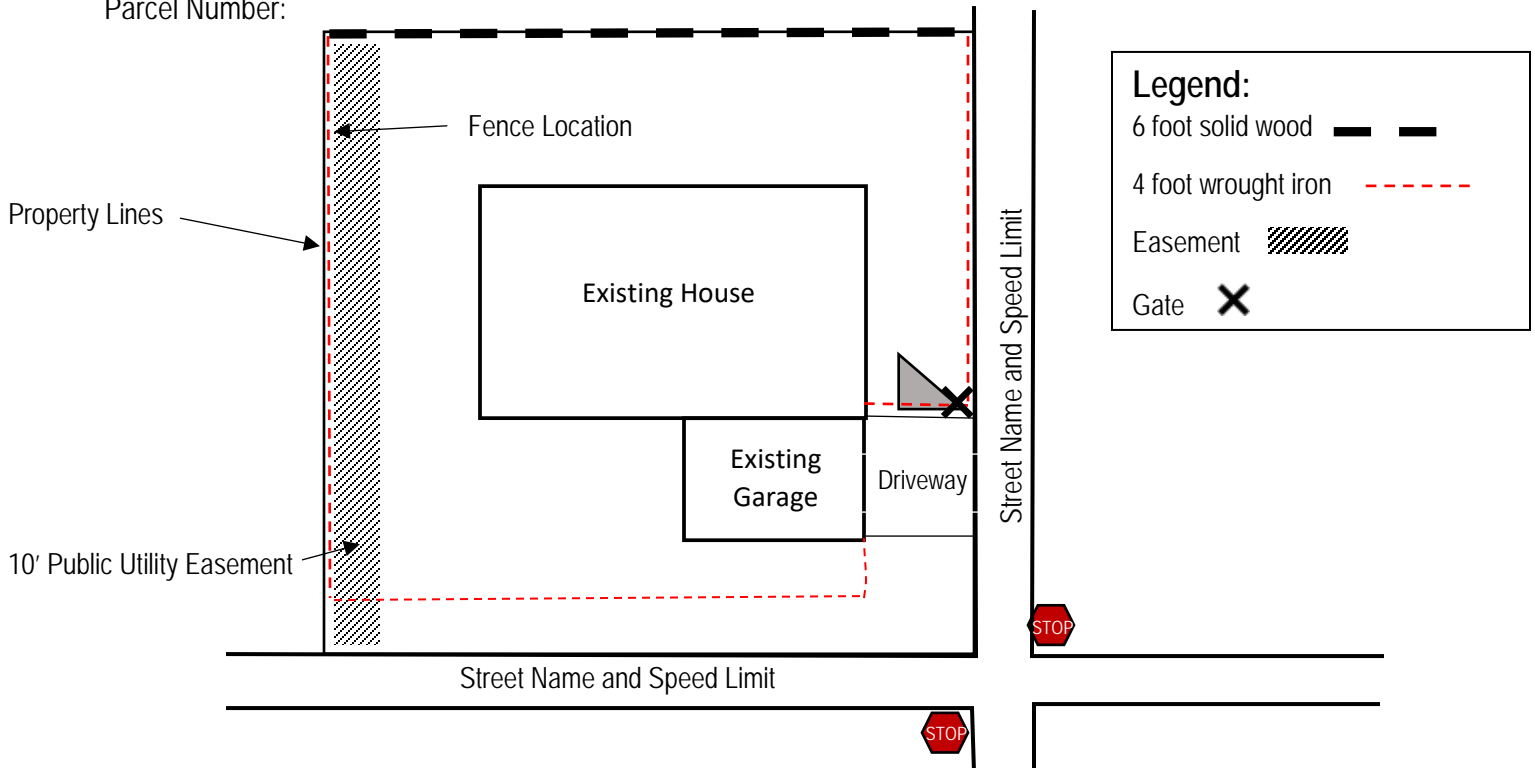 Parcel Number:
Fence Location
Property Lines
Existing House
Existing
Garage
Driveway
10' Public Utility Easement
Street Name and Speed Limit
Street Name and Speed Limit
STOP
STOP
Legend:
6 foot solid wood
4 foot wrought iron
Easement
Gate